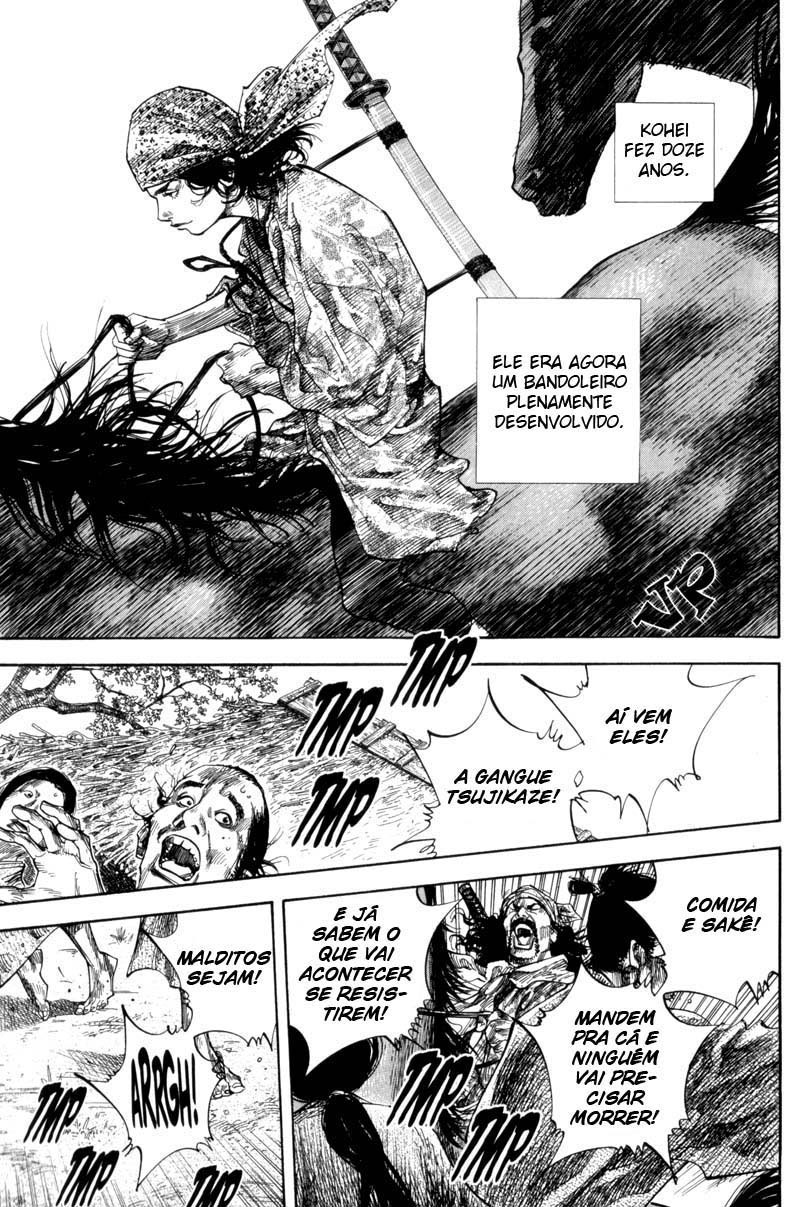 KOHEI
FEZ DOZE
ANOS.
ELE ERA AGORA
UM BANDOLEIRO
PLENAMENTE
DESENVOLVIDO.
VP
TMP
TMP
TMP
AÍ VEM
ELES!
A GANGUE
TSUJIKAZE!
COMIDA
E SAKÊ!
MANDEM
PRA CÁ E
NINGUÉM
VAI PRE-
CISAR
MORRER!
E JÁ
SABEM O
QUE VAI
ACONTECER
SE RESIS-
TIREM!
TMP
TMP
MALDITOS
SEJAM!
ARRGH!
TMP
TMP
TMP